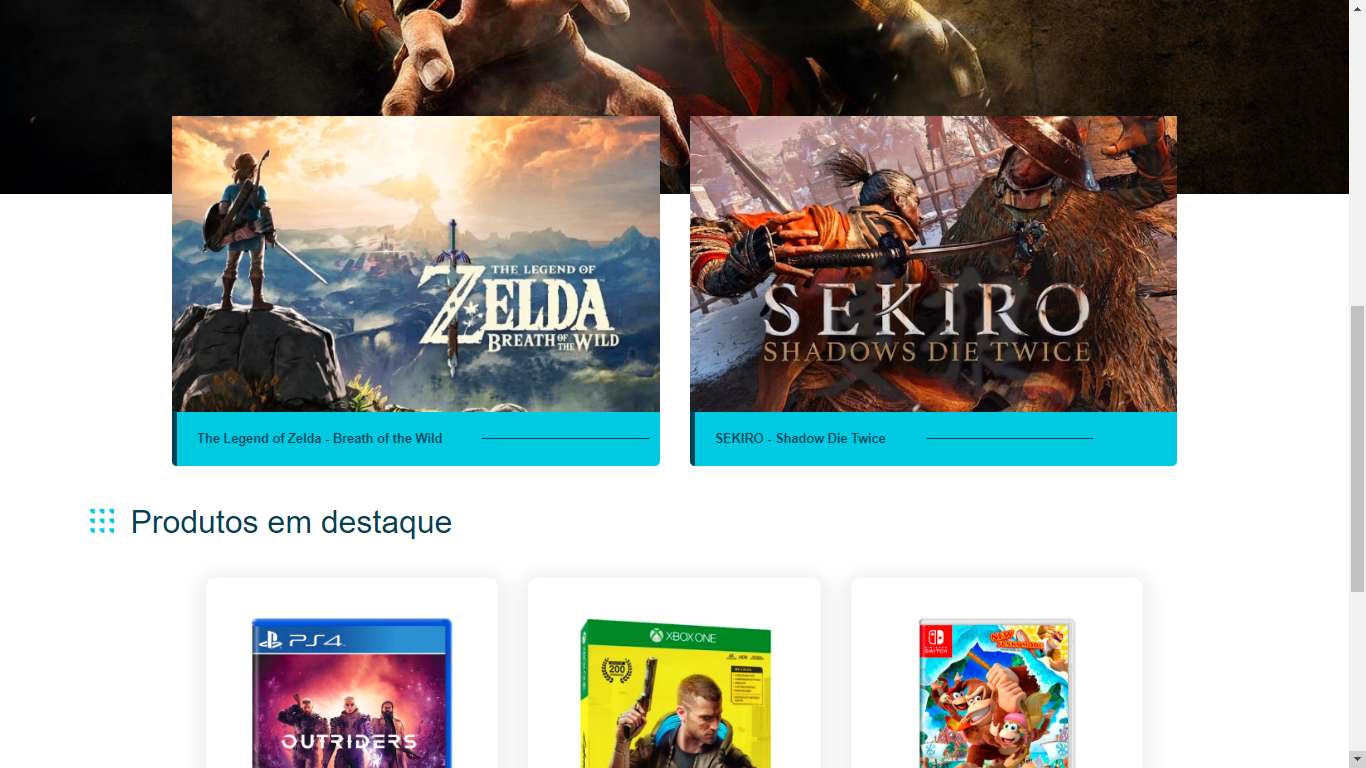 THE LEGEND OF
ZELDA
BREATH OF THE WILD
SEKIRO
SHADOWS DIE TWICE
The Legend of Zelda - Breath of the Wild
SEKIRO - Shadow Die Twice
Produtos em destaque
PS4
XBOX ONE
200
NINTENDO
SWITCH
OUTRIDERS